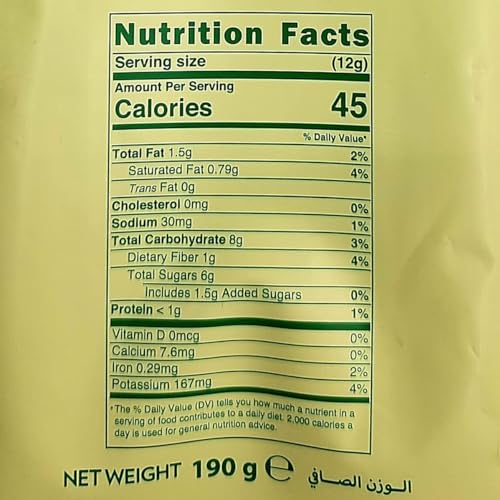 Nutrition Facts
Serving size (12g)
Amount Per Serving
Calories 45
% Daily Value*
Total Fat 1.5g 2%
Saturated Fat 0.79g 4%
Trans Fat 0g
Cholesterol 0mg 0%
Sodium 30mg 1%
Total Carbohydrate 8g 3%
Dietary Fiber 1g 4%
Total Sugars 6g
Includes 1.5g Added Sugars 0%
Protein < 1g 1%
Vitamin D 0mcg 0%
Calcium 7.6mg 0%
Iron 0.29mg 2%
Potassium 167mg 4%
*The % Daily Value (DV) tells you how much a nutrient in a
serving of food contributes to a daily diet. 2,000 calories a
day is used for general nutrition advice.
NET WEIGHT 190 g ℮ الوزن الصافي